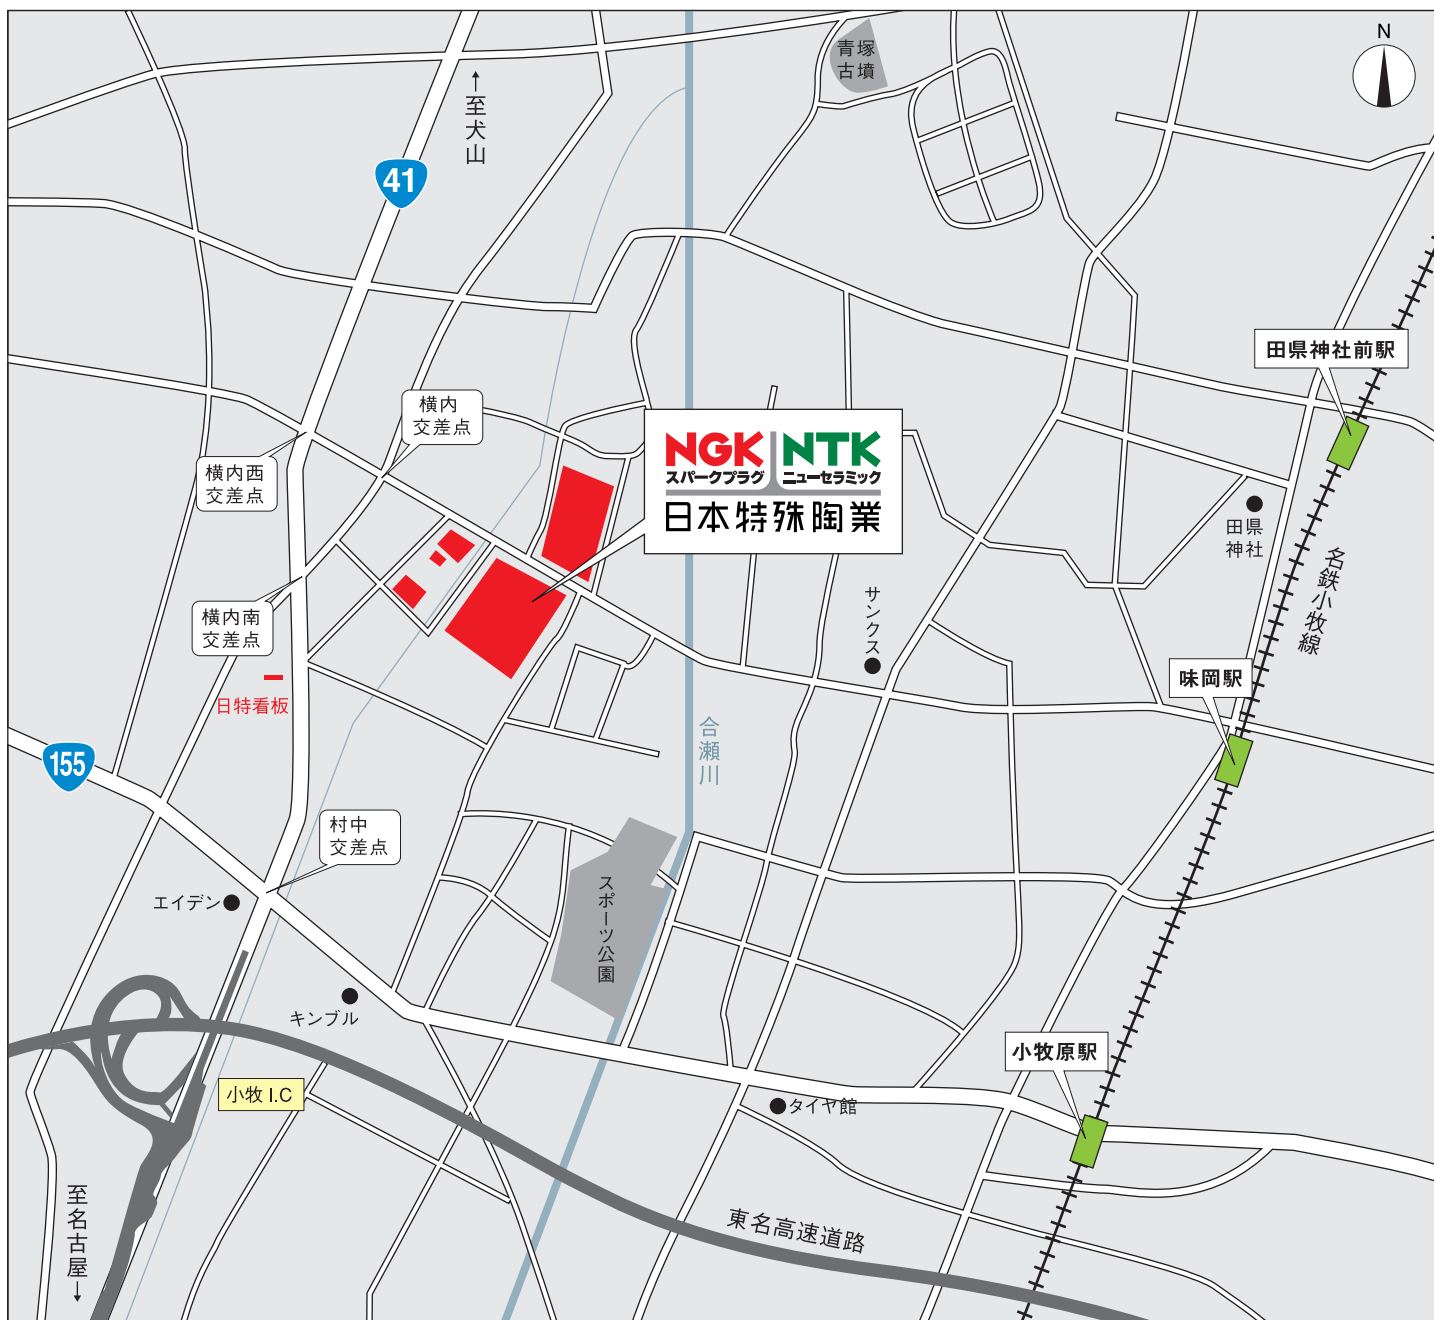 N
青塚
古墳
↑至犬山
41
田県神社前駅
横内
交差点
NGK
スパークプラグ
NTK
ニューセラミック
日本特殊陶業
横内西
交差点
田県
神社
名鉄小牧線
サンクス
横内南
交差点
味岡駅
日特看板
合瀬川
155
村中
交差点
エイデン
スポーツ公園
キンブル
小牧原駅
小牧 I.C
タイヤ館
至名古屋↓
東名高速道路